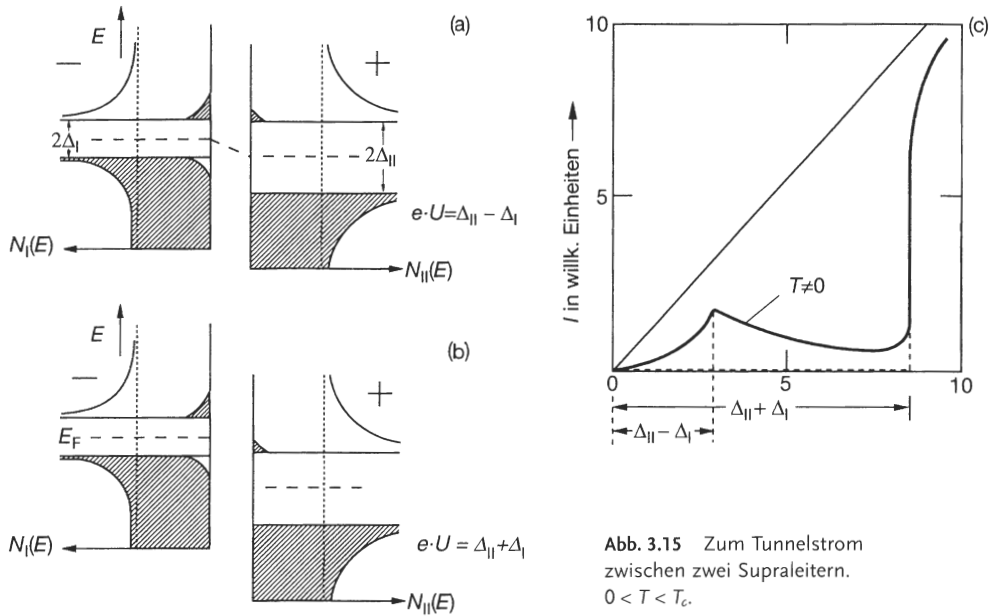 (a)
E
−
+
2Δ_I
2Δ_II
e·U=Δ_II − Δ_I
N_I(E)
N_II(E)
(b)
E
−
+
E_F
N_I(E)
e·U = Δ_II+Δ_I
N_II(E)
(c)
10
5
I in willk. Einheiten
T≠0
0
5
10
Δ_II+Δ_I
Δ_II−Δ_I
Abb. 3.15 Zum Tunnelstrom
zwischen zwei Supraleitern.
0 < T < T_c.